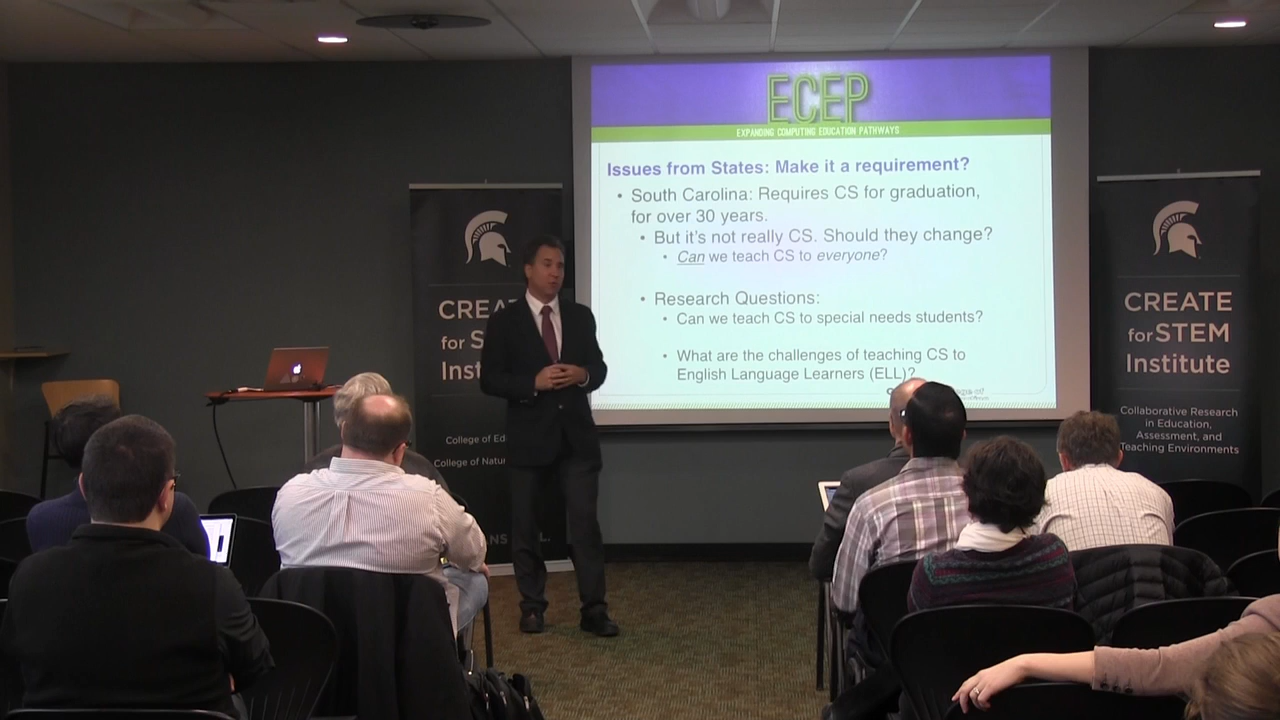 ECEP
EXPANDING COMPUTING EDUCATION PATHWAYS
Issues from States: Make it a requirement?
• South Carolina: Requires CS for graduation,
for over 30 years.
• But it's not really CS. Should they change?
• Can we teach CS to everyone?
• Research Questions:
• Can we teach CS to special needs students?
• What are the challenges of teaching CS to
English Language Learners (ELL)?
CREATE
for STEM
Institute
Collaborative Research
in Education,
Assessment, and
Teaching Environments
CREA
for S
Inst
College of Ed
College of Natur